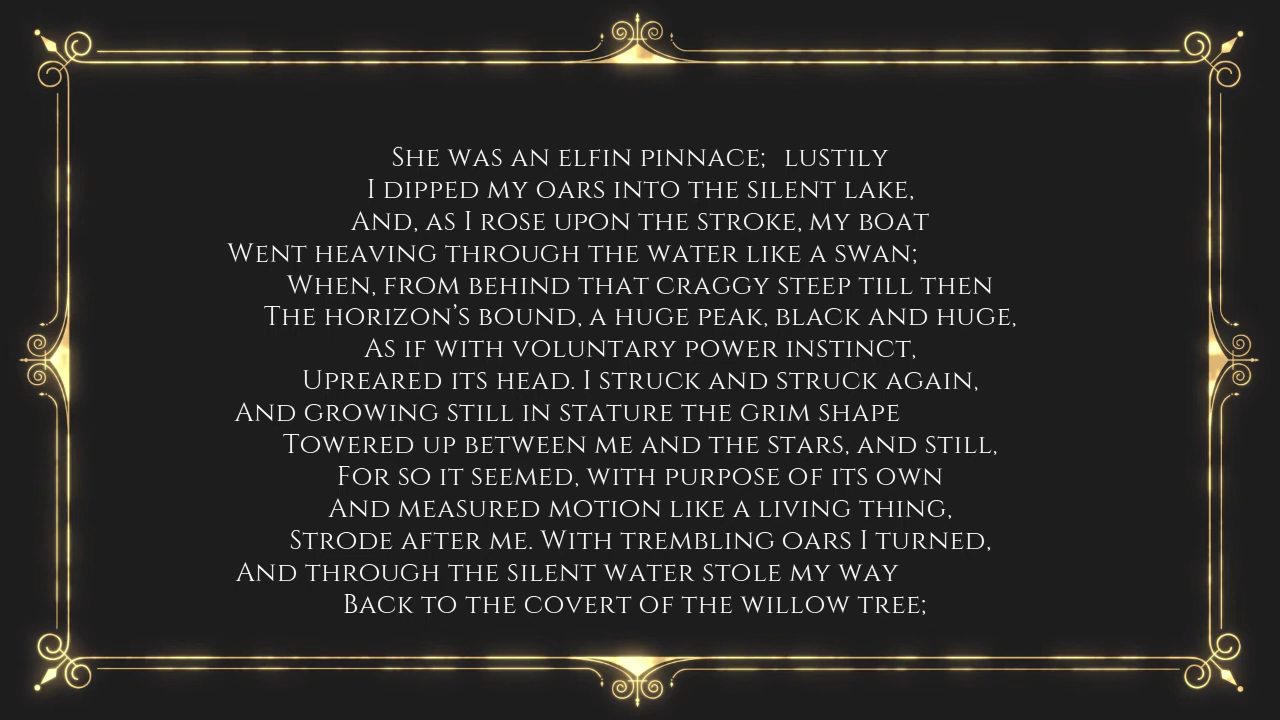 She was an elfin pinnace; lustily
I dipped my oars into the silent lake,
And, as I rose upon the stroke, my boat
Went heaving through the water like a swan;
When, from behind that craggy steep till then
The horizon’s bound, a huge peak, black and huge,
As if with voluntary power instinct,
Upreared its head. I struck and struck again,
And growing still in stature the grim shape
Towered up between me and the stars, and still,
For so it seemed, with purpose of its own
And measured motion like a living thing,
Strode after me. With trembling oars I turned,
And through the silent water stole my way
Back to the covert of the willow tree;